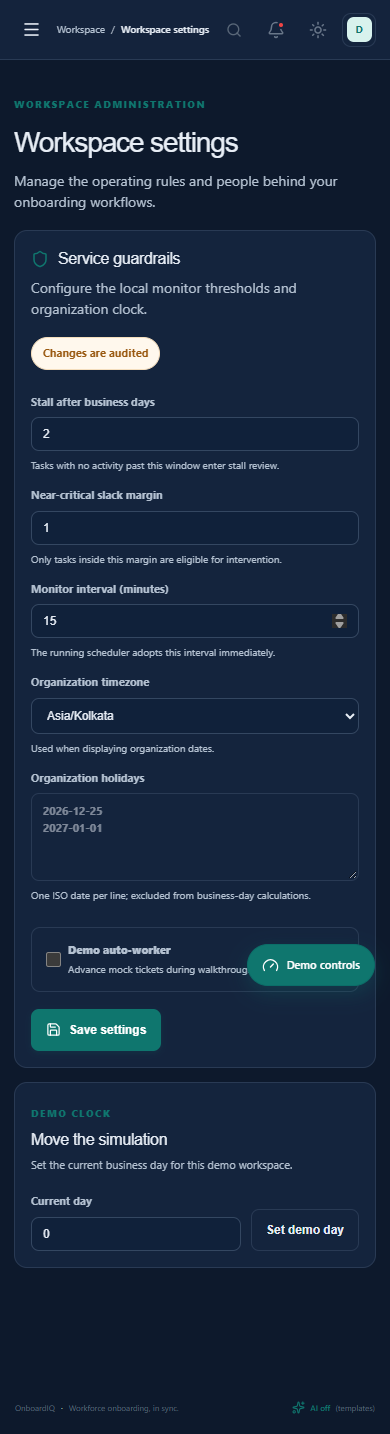 Workspace / Workspace settings
D
WORKSPACE ADMINISTRATION
Workspace settings
Manage the operating rules and people behind your
onboarding workflows.
Service guardrails
Configure the local monitor thresholds and
organization clock.
Changes are audited
Stall after business days
2
Tasks with no activity past this window enter stall review.
Near-critical slack margin
1
Only tasks inside this margin are eligible for intervention.
Monitor interval (minutes)
15
The running scheduler adopts this interval immediately.
Organization timezone
Asia/Kolkata
Used when displaying organization dates.
Organization holidays
2026-12-25
2027-01-01
One ISO date per line; excluded from business-day calculations.
Demo auto-worker
Advance mock tickets during
Demo controls
Save settings
DEMO CLOCK
Move the simulation
Set the current business day for this demo workspace.
Current day
0
Set demo day
OnboardIQ • Workforce onboarding, in sync.
AI off (templates)